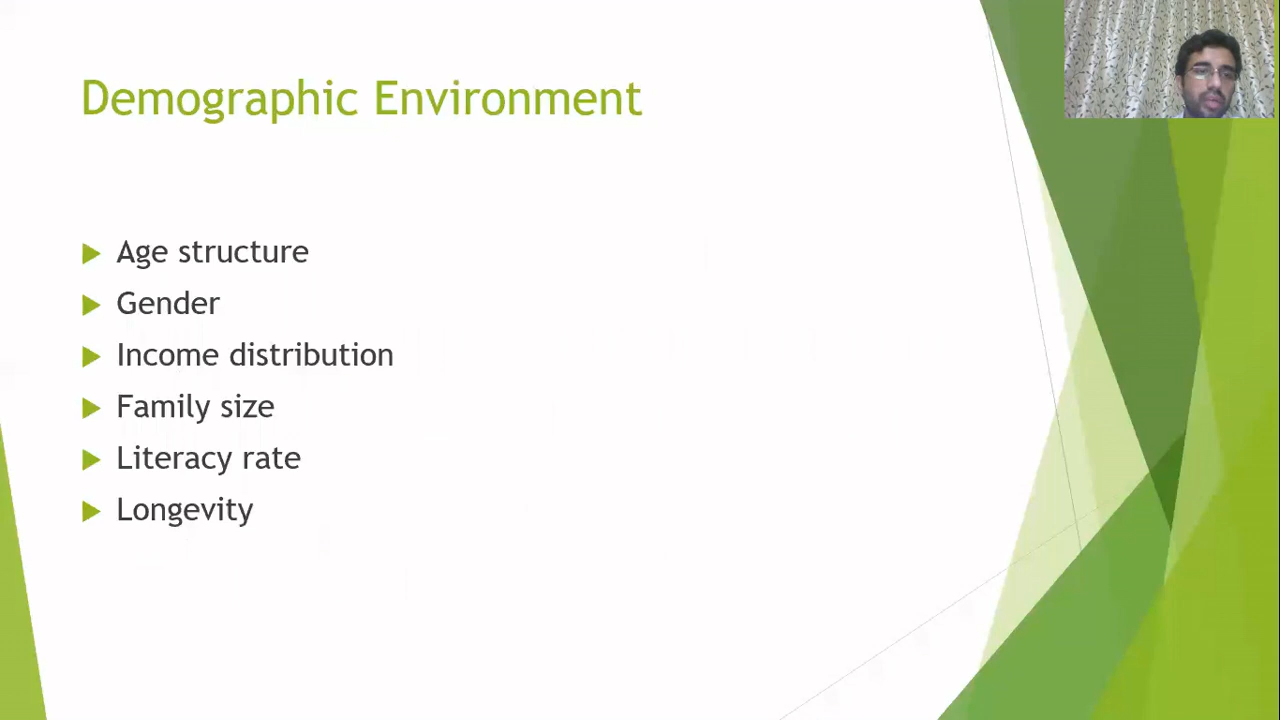 Demographic Environment
Age structure
Gender
Income distribution
Family size
Literacy rate
Longevity